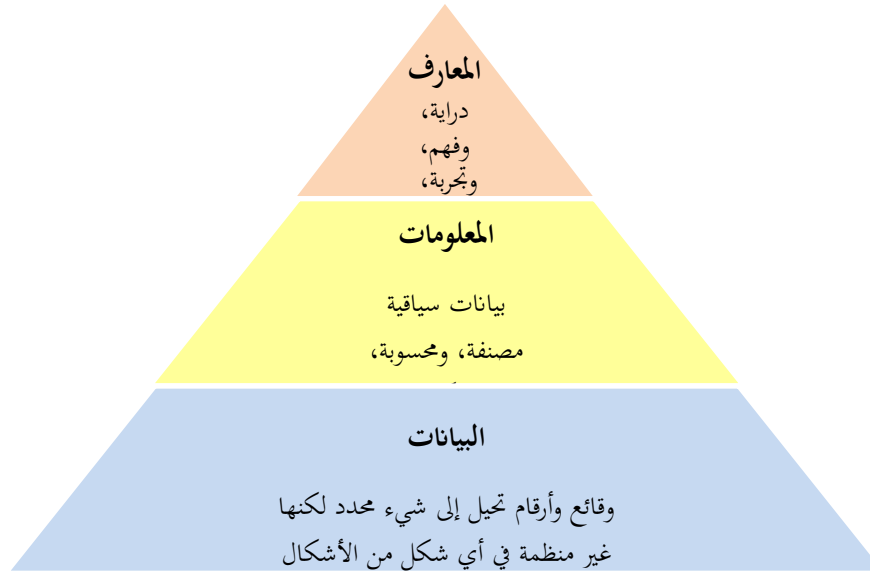 المعارف
دراية،
وفهم،
وتجربة،
المعلومات
بيانات سياقية
مصنفة، ومحسوبة،
البيانات
وقائع وأرقام تحيل إلى شيء محدد لكنها
غير منظمة في أي شكل من الأشكال